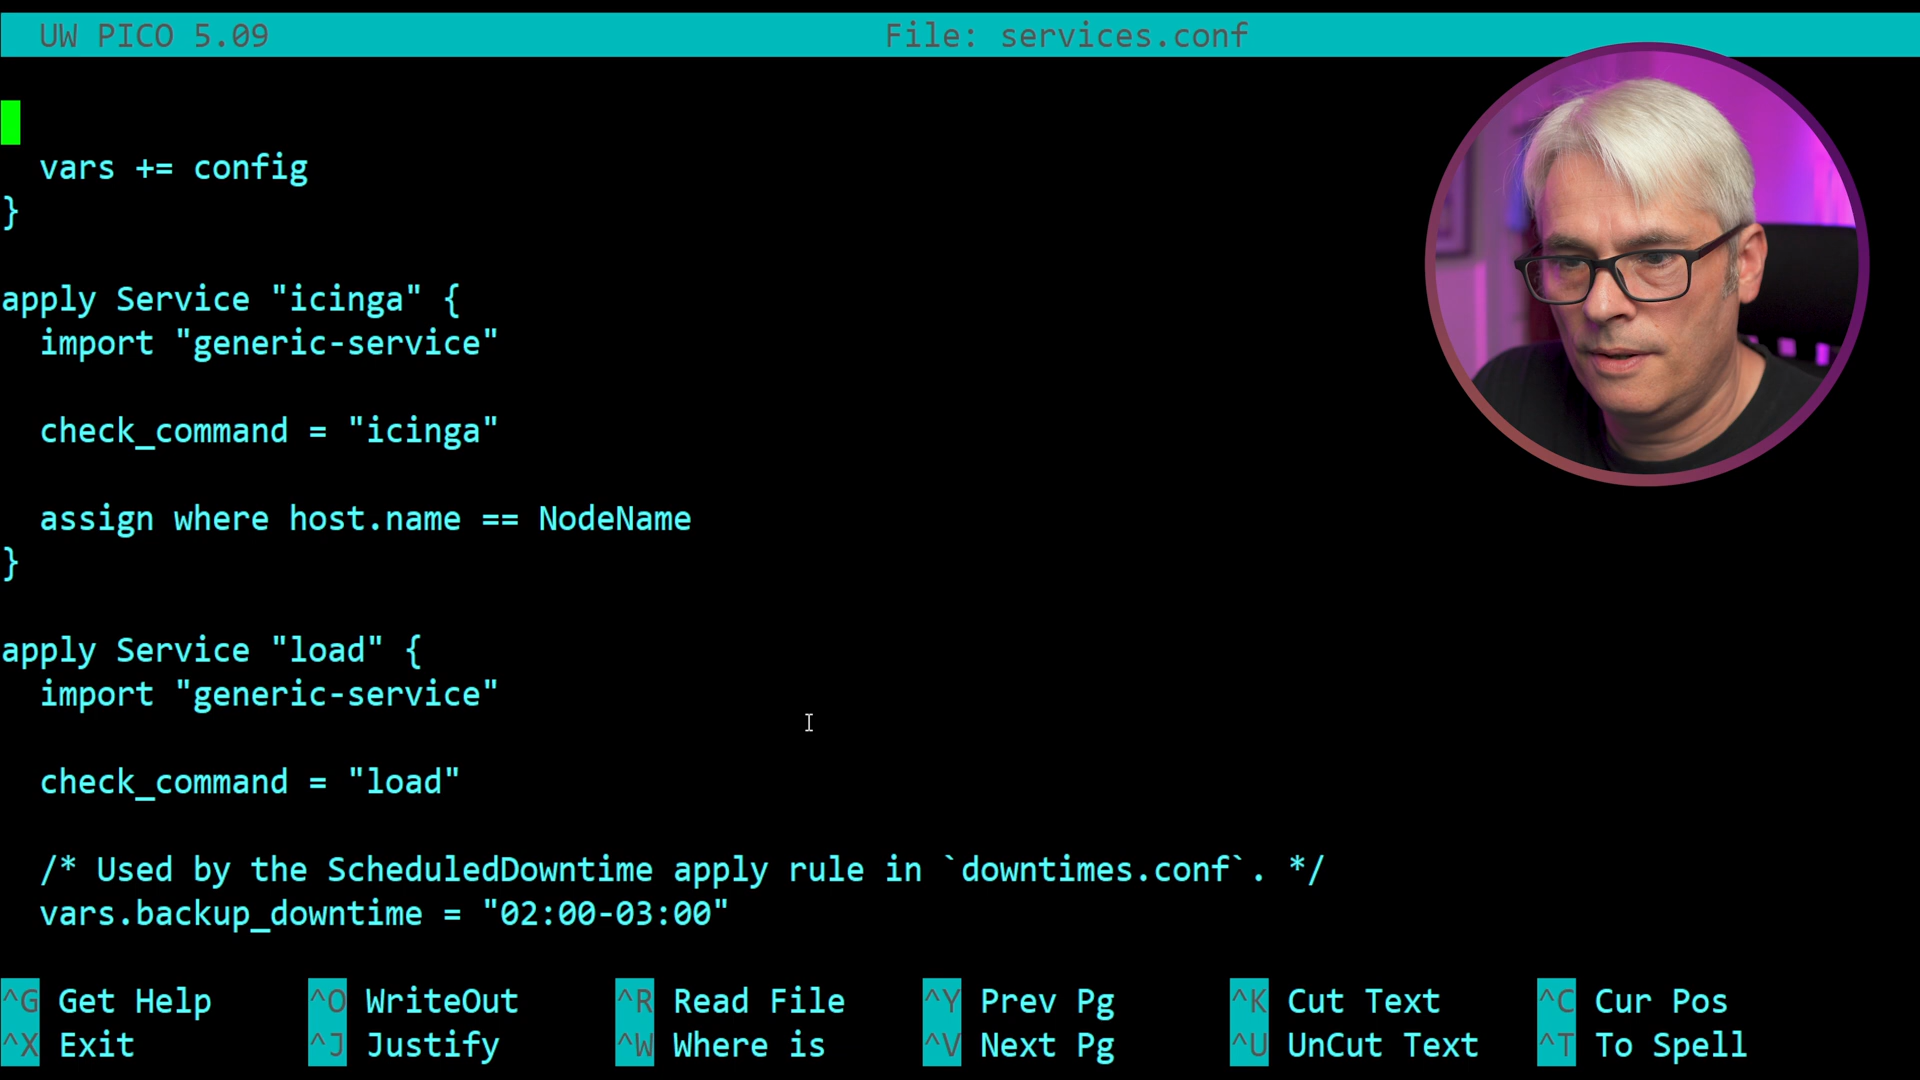 UW PICO 5.09 File: services.conf
vars += config
}
apply Service "icinga" {
import "generic-service"
check_command = "icinga"
assign where host.name == NodeName
}
apply Service "load" {
import "generic-service"
check_command = "load"
/* Used by the ScheduledDowntime apply rule in `downtimes.conf`. */
vars.backup_downtime = "02:00-03:00"
^G Get Help ^O WriteOut ^R Read File ^Y Prev Pg ^K Cut Text ^C Cur Pos
^X Exit ^J Justify ^W Where is ^V Next Pg ^U UnCut Text ^T To Spell